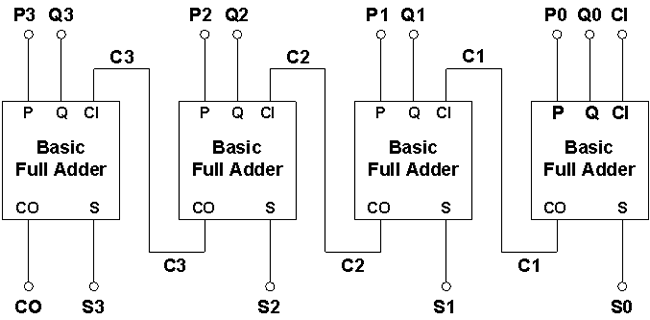 P3 Q3 P2 Q2 P1 Q1 P0 Q0 CI
C3 C2 C1
P Q CI P Q CI P Q CI P Q CI
Basic Basic Basic Basic
Full Adder Full Adder Full Adder Full Adder
CO S CO S CO S CO S
C3 C2 C1
CO S3 S2 S1 S0